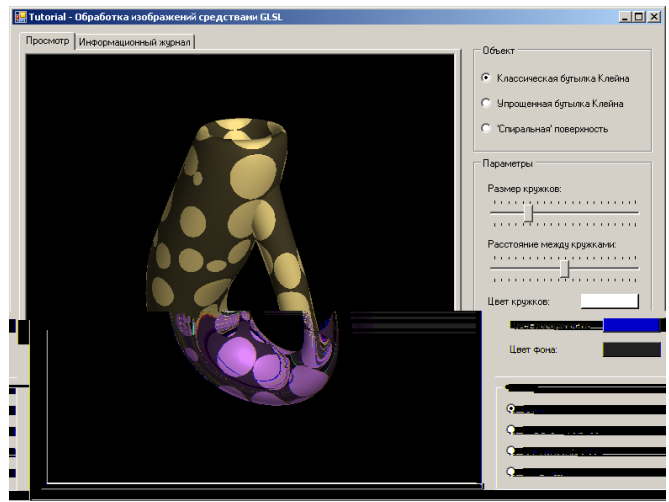 Tutorial - Обработка изображений средствами GLSL
Просмотр
Информационный журнал
Объект
Классическая бутылка Клейна
Упрощенная бутылка Клейна
'Спиральная' поверхность
Параметры
Размер кружков:
Расстояние между кружками:
Цвет кружков:
Цвет фона: